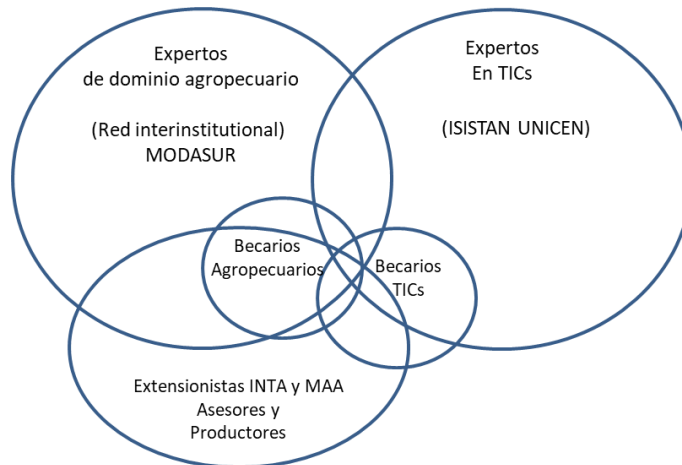 Expertos
de dominio agropecuario
(Red interinstitutional)
MODASUR
Expertos
En TICs
(ISISTAN UNICEN)
Becarios
Agropecuarios
Becarios
TICs
Extensionistas INTA y MAA
Asesores y
Productores